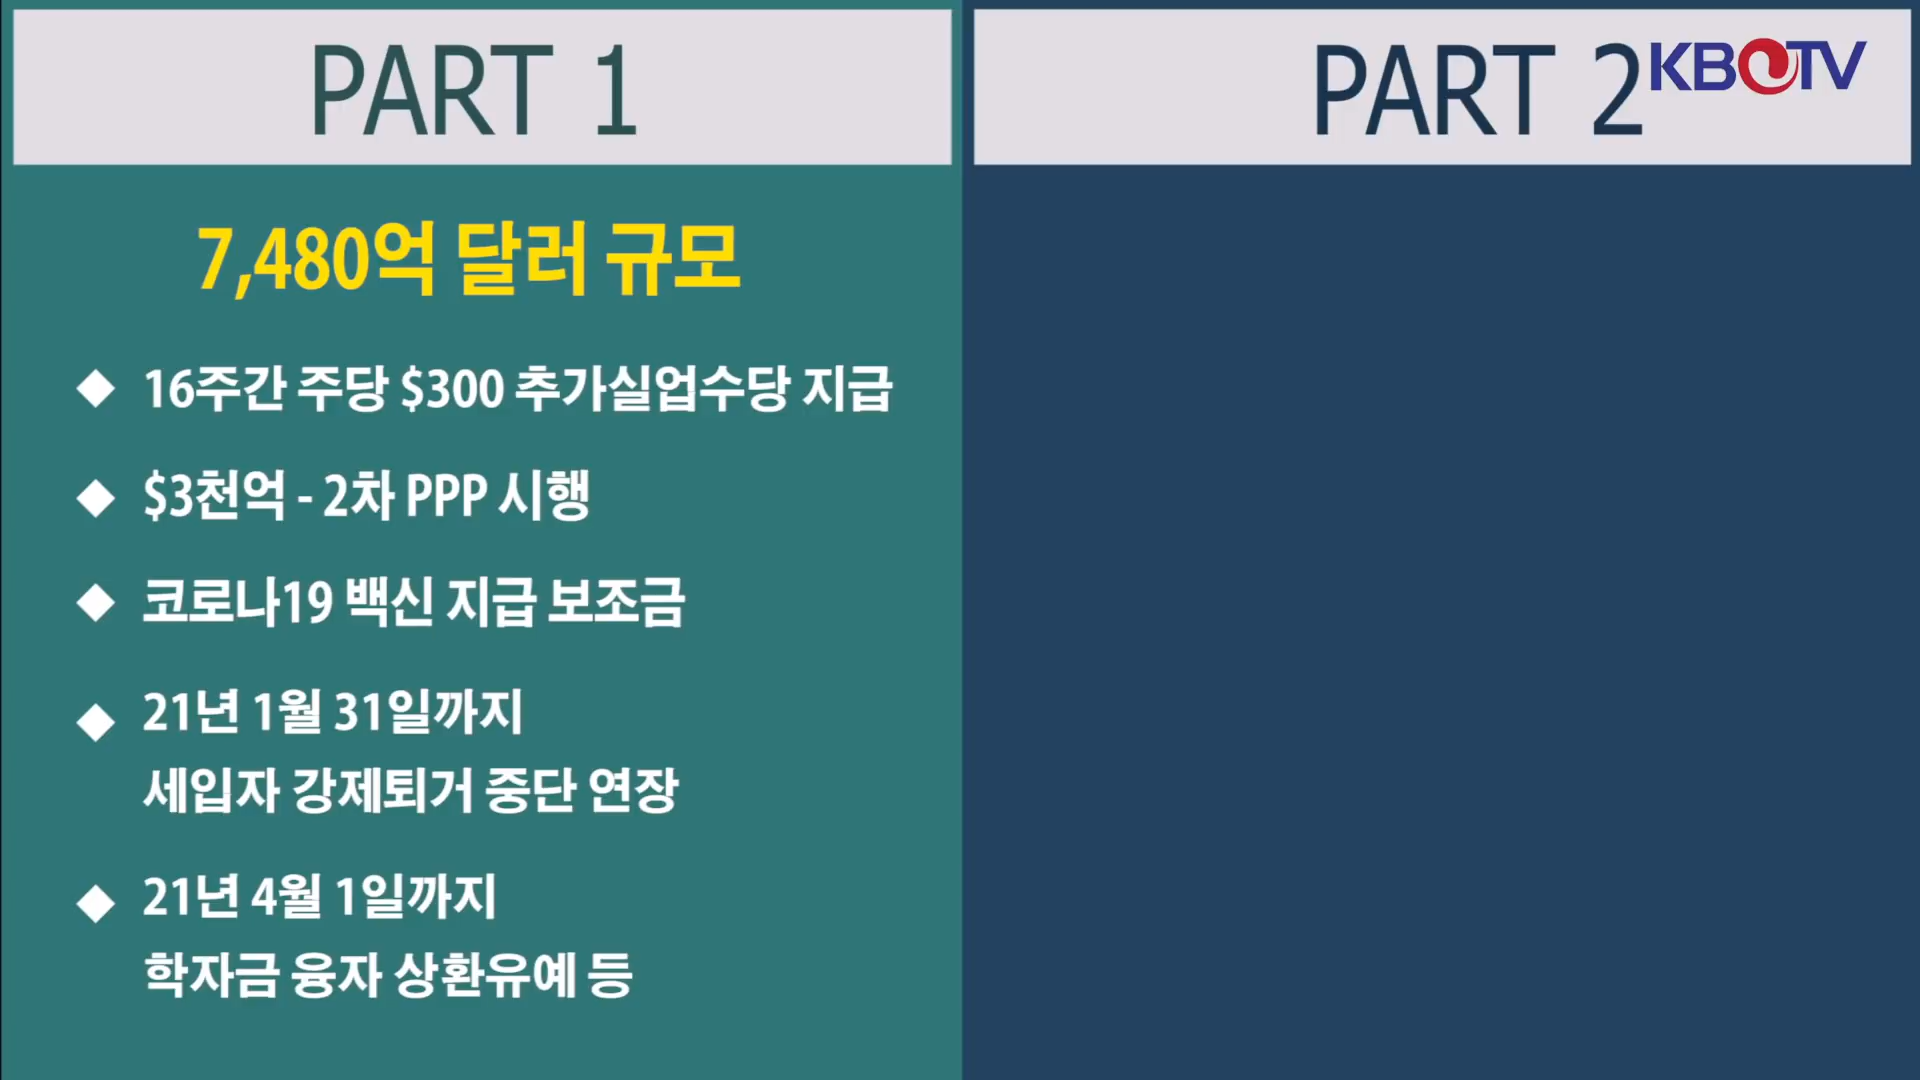 PART 1
7,480억 달러 규모
◆ 16주간 주당 $300 추가실업수당 지급
◆ $3천억 - 2차 PPP 시행
◆ 코로나19 백신 지급 보조금
◆ 21년 1월 31일까지
세입자 강제퇴거 중단 연장
◆ 21년 4월 1일까지
학자금 융자 상환유예 등
PART 2
KBTV